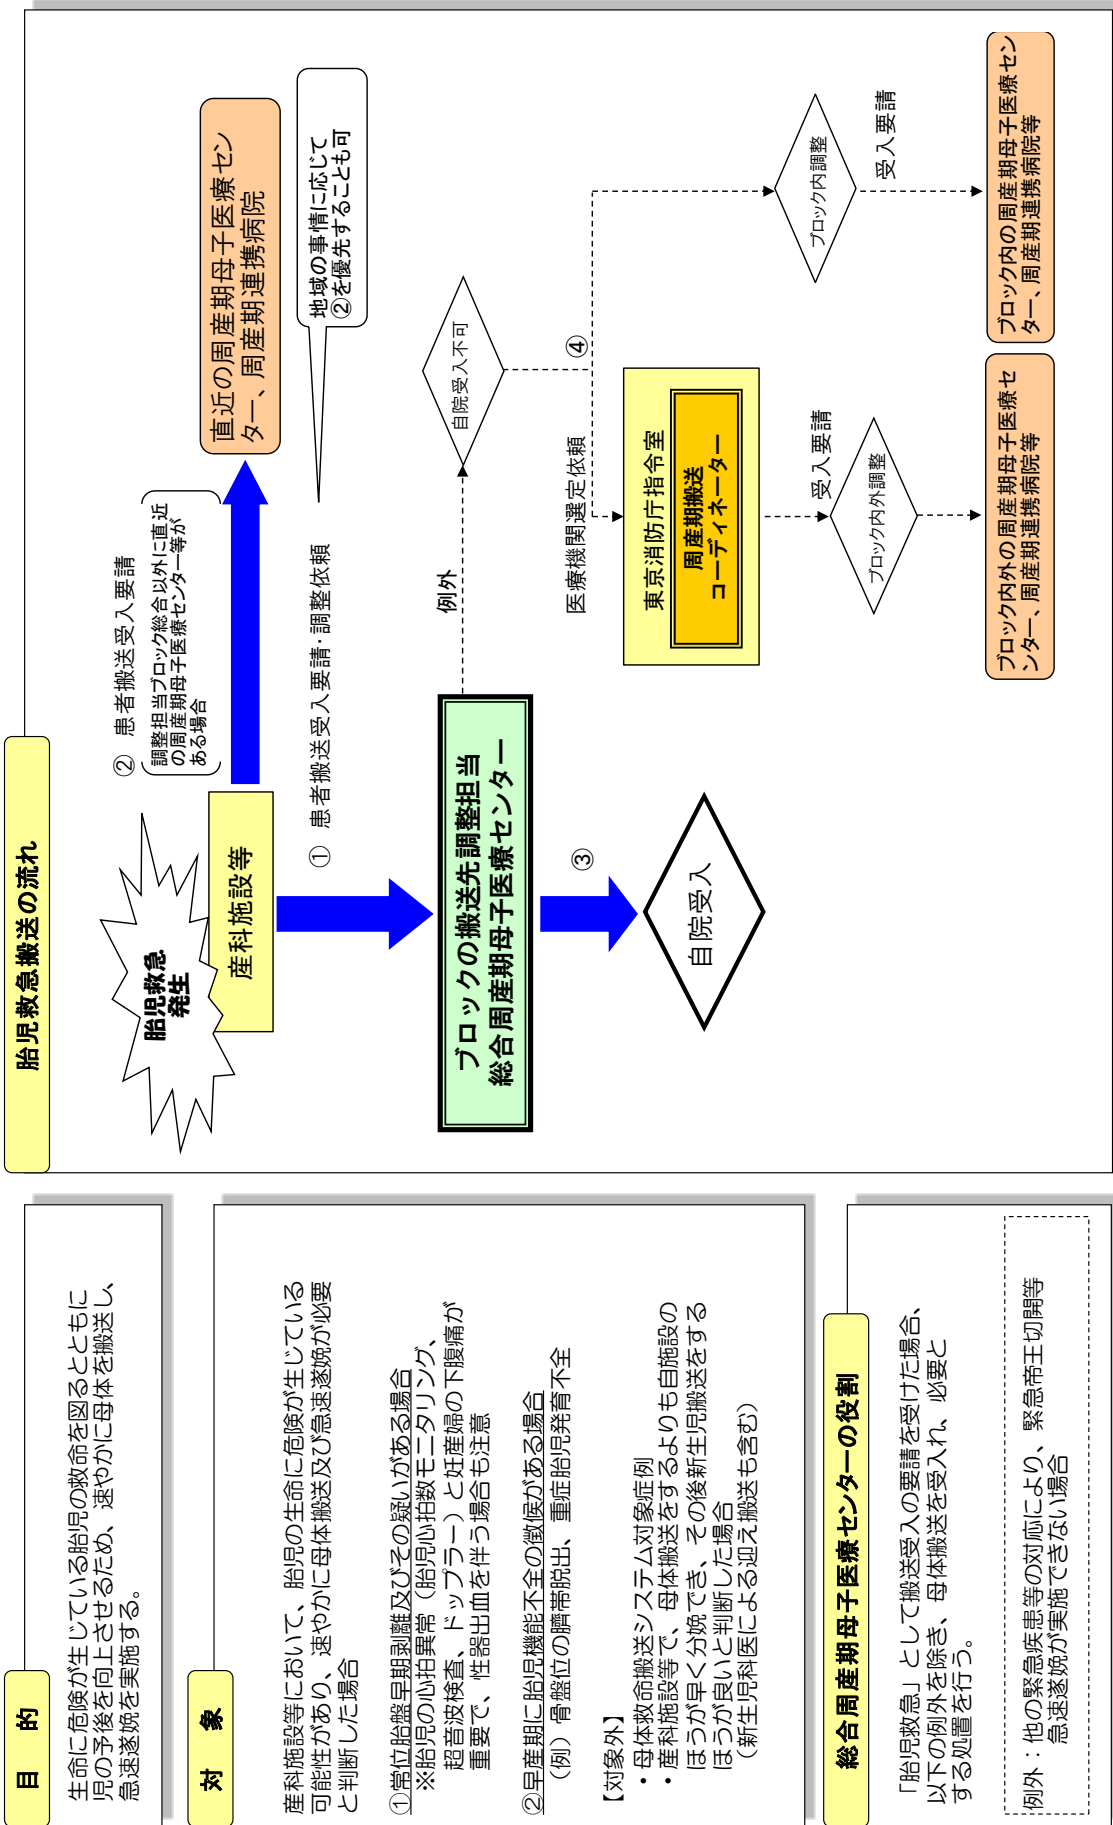 目　的
生命に危険が生じている胎児の救命を図るとともに
児の予後を向上させるため、速やかに母体を搬送し、
急速遂娩を実施する。
対　象
産科施設等において、胎児の生命に危険が生じている
可能性があり、速やかに母体搬送及び急速遂娩が必要
と判断した場合
①常位胎盤早期剥離及びその疑いがある場合
※胎児の心拍異常（胎児心拍数モニタリング、
超音波検査、ドップラー）と妊産婦の下腹痛が
重要で、性器出血を伴う場合も注意
②早産期に胎児機能不全の徴候がある場合
（例）骨盤位の臍帯脱出、重症胎児発育不全
【対象外】
・母体救命搬送システム対象症例
・産科施設等で、母体搬送をするよりも自施設の
ほうが早く分娩でき、その後新生児搬送をする
ほうが良いと判断した場合
（新生児科医による迎え搬送も含む）
総合周産期母子医療センターの役割
「胎児救急」として搬送受入の要請を受けた場合、
以下の例外を除き、母体搬送を受入れ、必要と
する処置を行う。
例外：他の緊急疾患等の対応により、緊急帝王切開等
急速遂娩が実施できない場合
胎児救急搬送の流れ
胎児救急
発生
産科施設等
② 患者搬送受入要請
調整担当ブロック総合以外に直近
の周産期母子医療センター等が
ある場合
直近の周産期母子医療セン
ター、周産期連携病院
① 患者搬送受入要請・調整依頼
地域の事情に応じて
②を優先することも可
ブロックの搬送先調整担当
総合周産期母子医療センター
例外
自院受入不可
③
自院受入
④
医療機関選定依頼
東京消防庁指令室
周産期搬送
コーディネーター
受入要請
ブロック内外調整
ブロック内外の周産期母子医療セ
ンター、周産期連携病院等
ブロック内調整
受入要請
ブロック内の周産期母子医療セン
ター、周産期連携病院等